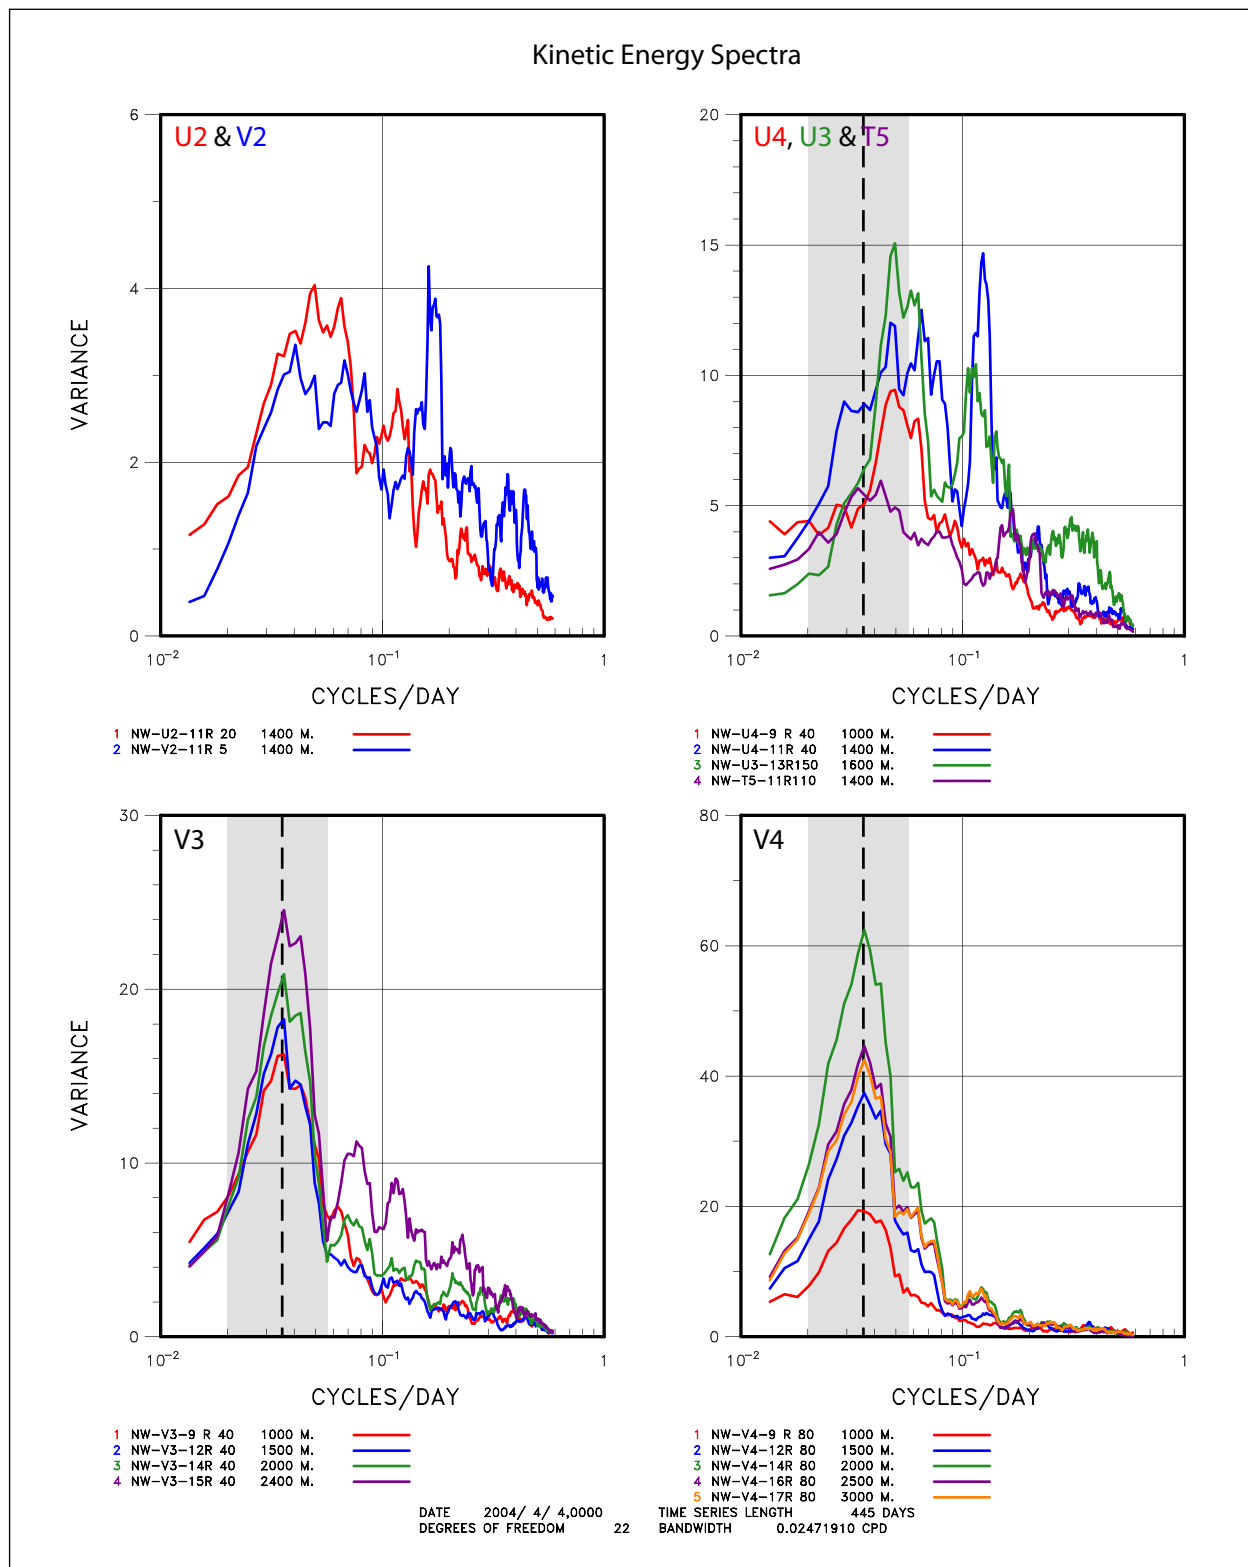 Kinetic Energy Spectra
U2 & V2
6
4
2
0
VARIANCE
10-2
10-1
1
CYCLES/DAY
1 NW-U2-11R 20 1400 M.
2 NW-V2-11R 5 1400 M.
U4, U3 & T5
20
15
10
5
0
10-2
10-1
1
CYCLES/DAY
1 NW-U4-9 R 40 1000 M.
2 NW-U4-11R 40 1400 M.
3 NW-U3-13R150 1600 M.
4 NW-T5-11R110 1400 M.
V3
30
20
10
0
VARIANCE
10-2
10-1
1
CYCLES/DAY
1 NW-V3-9 R 40 1000 M.
2 NW-V3-12R 40 1500 M.
3 NW-V3-14R 40 2000 M.
4 NW-V3-15R 40 2400 M.
V4
80
60
40
20
0
10-2
10-1
1
CYCLES/DAY
1 NW-V4-9 R 80 1000 M.
2 NW-V4-12R 80 1500 M.
3 NW-V4-14R 80 2000 M.
4 NW-V4-16R 80 2500 M.
5 NW-V4-17R 80 3000 M.
DATE 2004/ 4/ 4,0000 TIME SERIES LENGTH 445 DAYS
DEGREES OF FREEDOM 22 BANDWIDTH 0.02471910 CPD